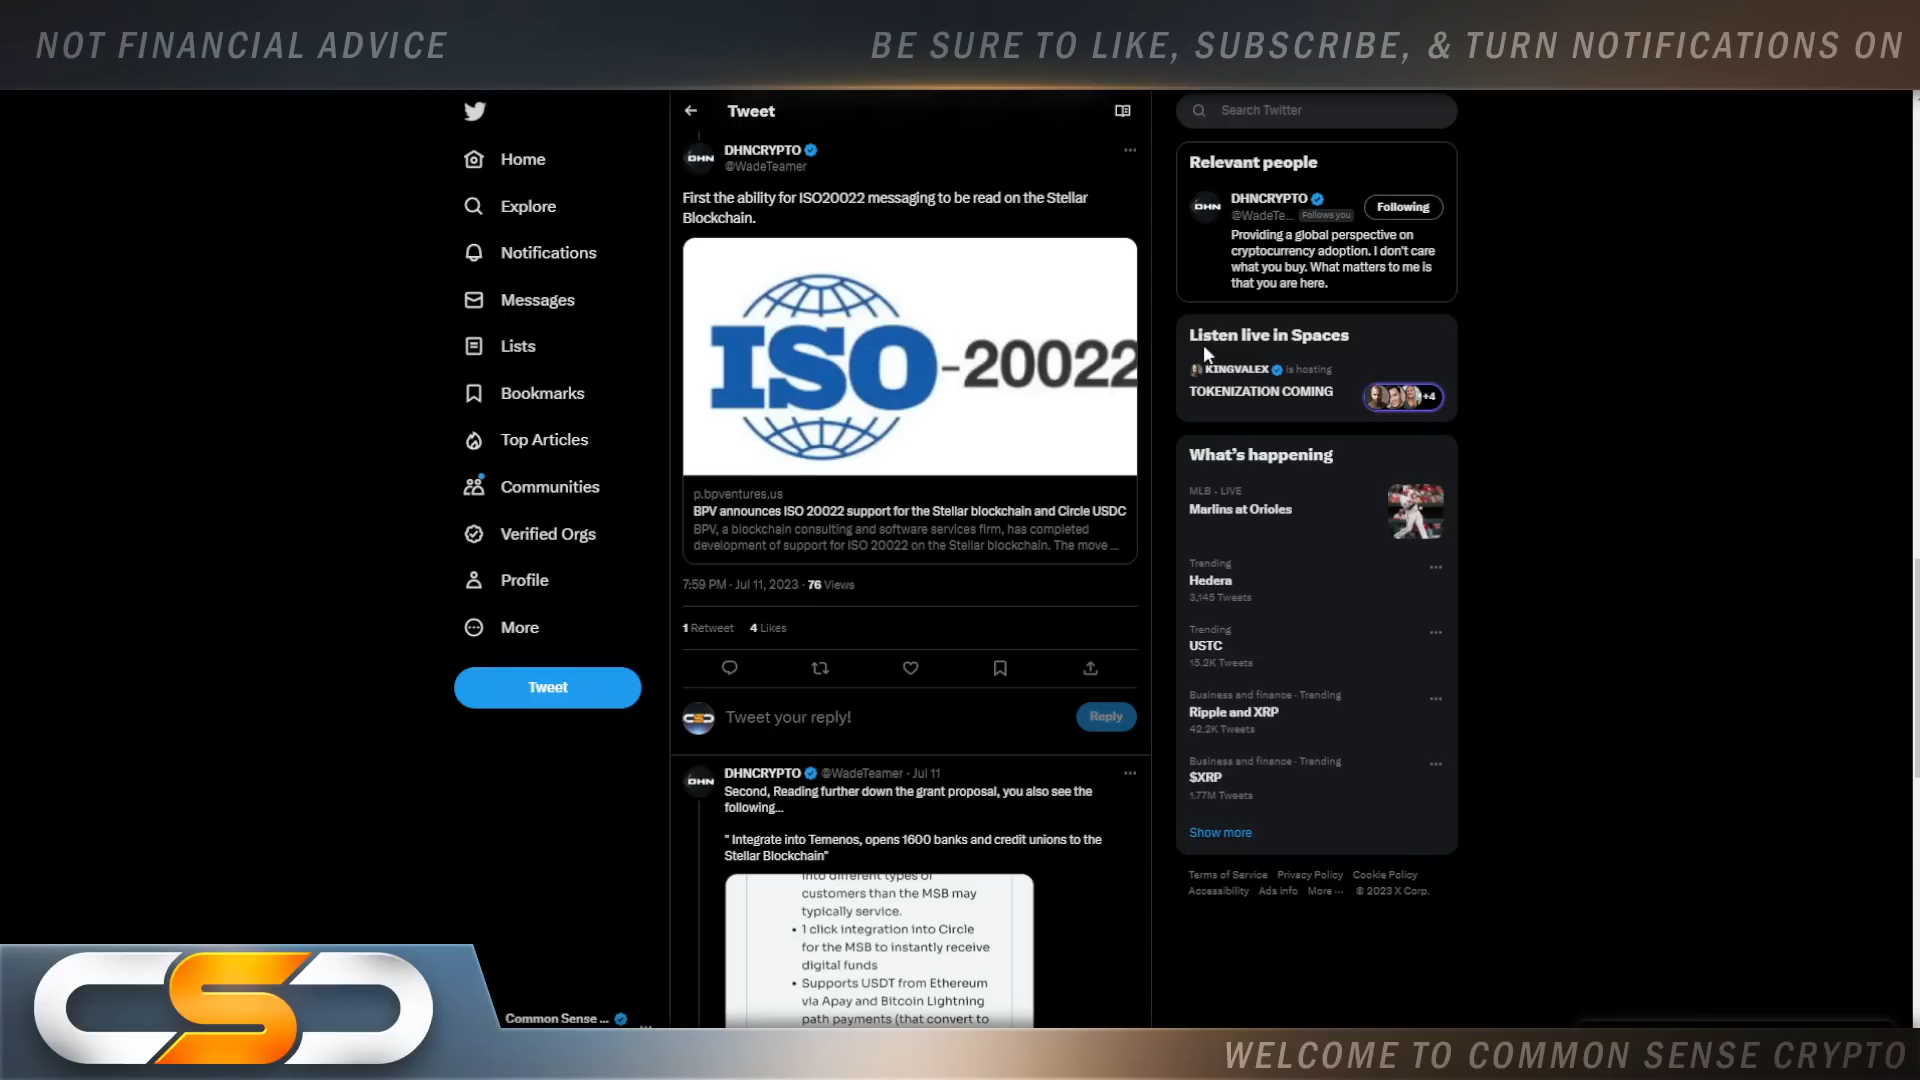 NOT FINANCIAL ADVICE
BE SURE TO LIKE, SUBSCRIBE, & TURN NOTIFICATIONS ON
Home
Explore
Notifications
Messages
Lists
Bookmarks
Top Articles
Communities
Verified Orgs
Profile
More
Tweet
Common Sense ...
Tweet
DHNCRYPTO
@WadeTeamer
First the ability for ISO20022 messaging to be read on the Stellar
Blockchain.
DHN
ISO-20022
p.bpventures.us
BPV announces ISO 20022 support for the Stellar blockchain and Circle USDC
BPV, a blockchain consulting and software services firm, has completed
development of support for ISO 20022 on the Stellar blockchain. The move ...
7:59 PM · Jul 11, 2023 · 76 Views
1 Retweet 4 Likes
CSC
Tweet your reply!
Reply
DHN
DHNCRYPTO @WadeTeamer · Jul 11
Second, Reading further down the grant proposal, you also see the
following...
" Integrate into Temenos, opens 1600 banks and credit unions to the
Stellar Blockchain"
into different types of
customers than the MSB may
typically service.
• 1 click integration into Circle
for the MSB to instantly receive
digital funds
• Supports USDT from Ethereum
via Apay and Bitcoin Lightning
path payments (that convert to
Search Twitter
Relevant people
DHN
DHNCRYPTO
@WadeTe... Follows you
Following
Providing a global perspective on
cryptocurrency adoption. I don't care
what you buy. What matters to me is
that you are here.
Listen live in Spaces
KINGVALEX is hosting
TOKENIZATION COMING
+4
What's happening
MLB · LIVE
Marlins at Orioles
Trending
Hedera
3,145 Tweets
Trending
USTC
15.2K Tweets
Business and finance · Trending
Ripple and XRP
42.2K Tweets
Business and finance · Trending
$XRP
1.77M Tweets
Show more
Terms of Service Privacy Policy Cookie Policy
Accessibility Ads info More ··· © 2023 X Corp.
CSC
WELCOME TO COMMON SENSE CRYPTO